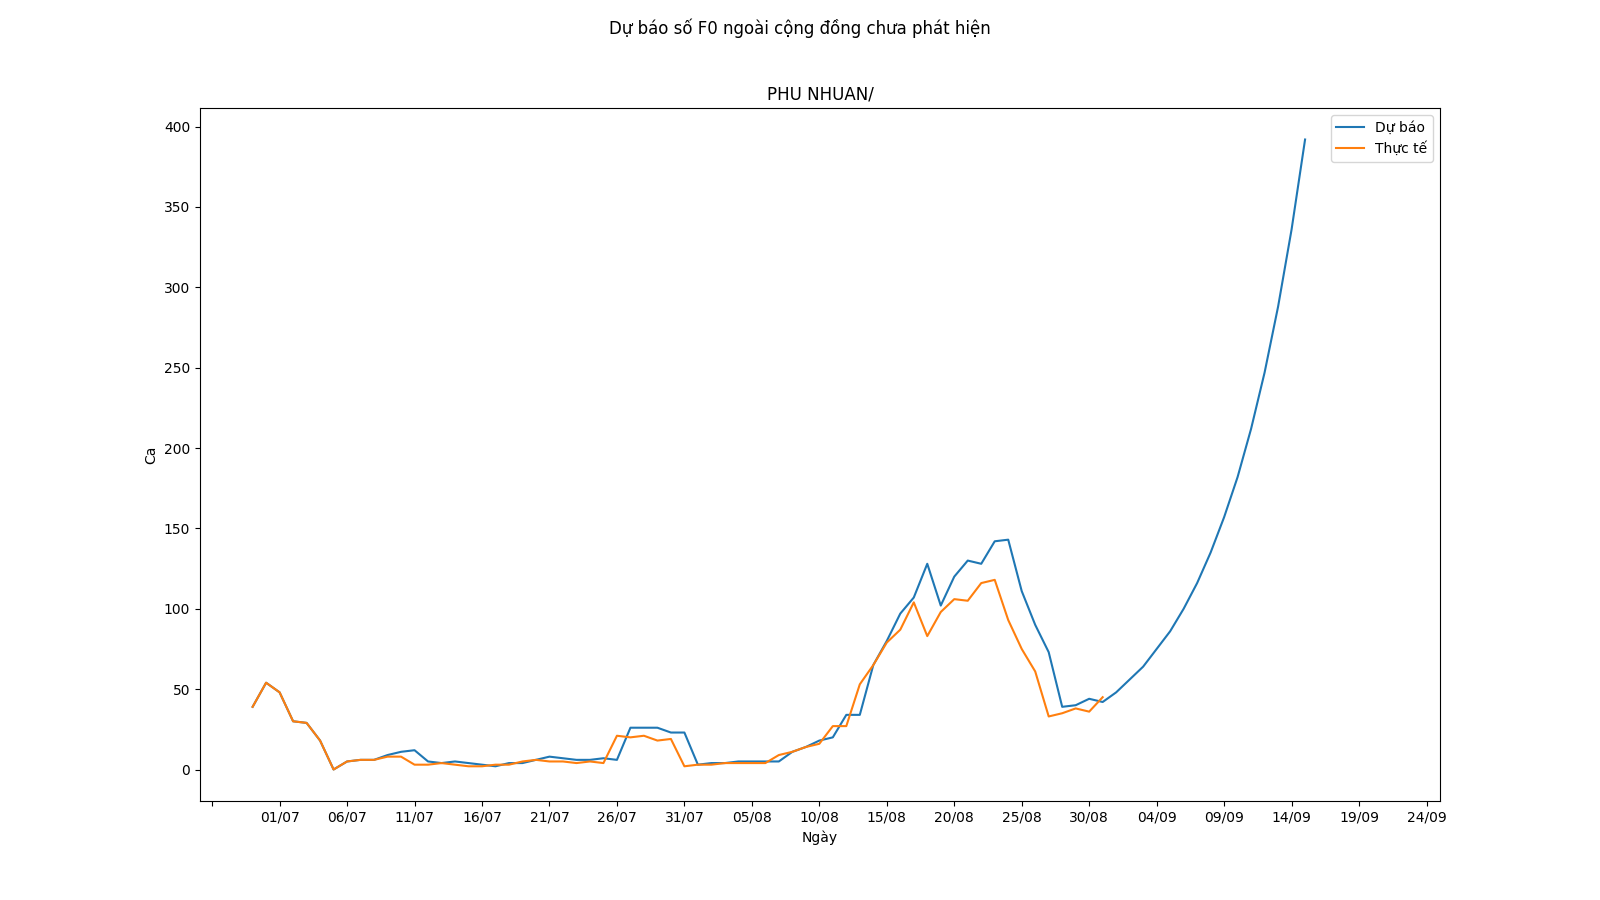 Dự báo số F0 ngoài cộng đồng chưa phát hiện
PHU NHUAN/
Dự báo
Thực tế
400
350
300
250
200
150
100
50
0
Ca
01/07 06/07 11/07 16/07 21/07 26/07 31/07 05/08 10/08 15/08 20/08 25/08 30/08 04/09 09/09 14/09 19/09 24/09
Ngày